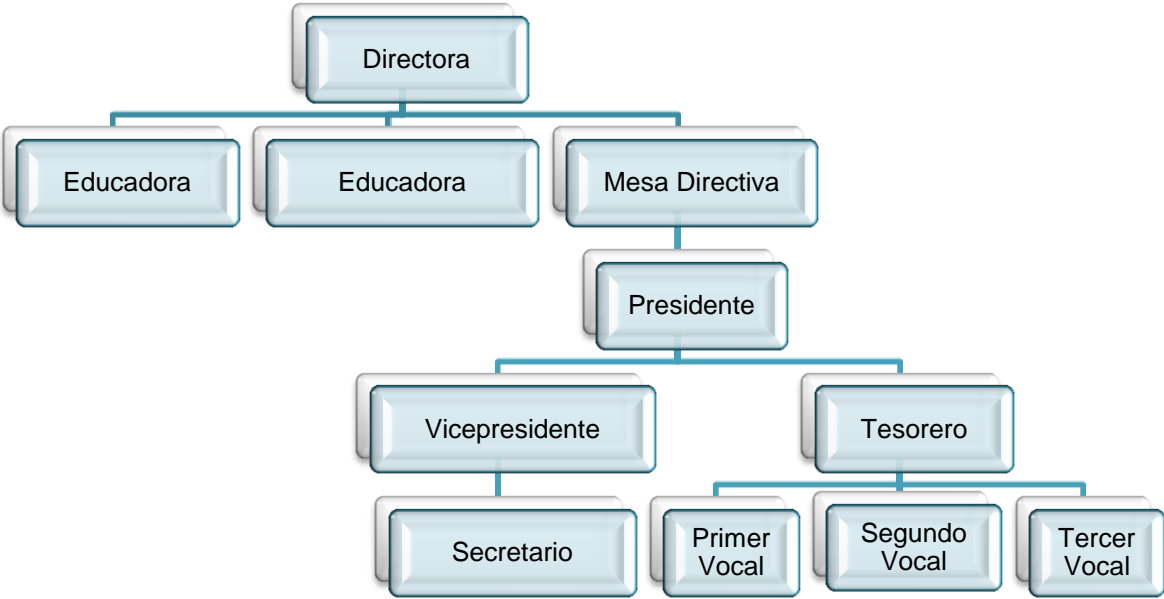 Directora
Educadora
Educadora
Mesa Directiva
Presidente
Vicepresidente
Tesorero
Secretario
Primer
Vocal
Segundo
Vocal
Tercer
Vocal